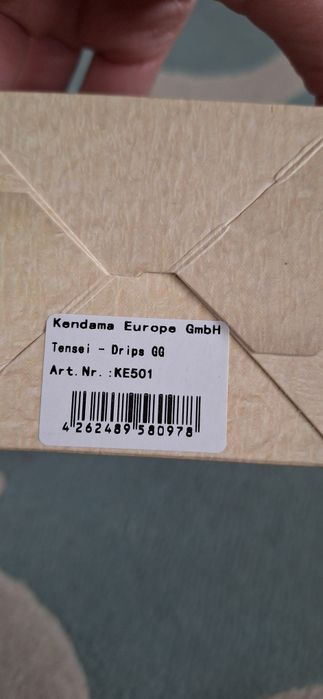 Kendama Europe GmbH
Tensei - Drips GG
Art.Nr.:KE501
4 262489 580978